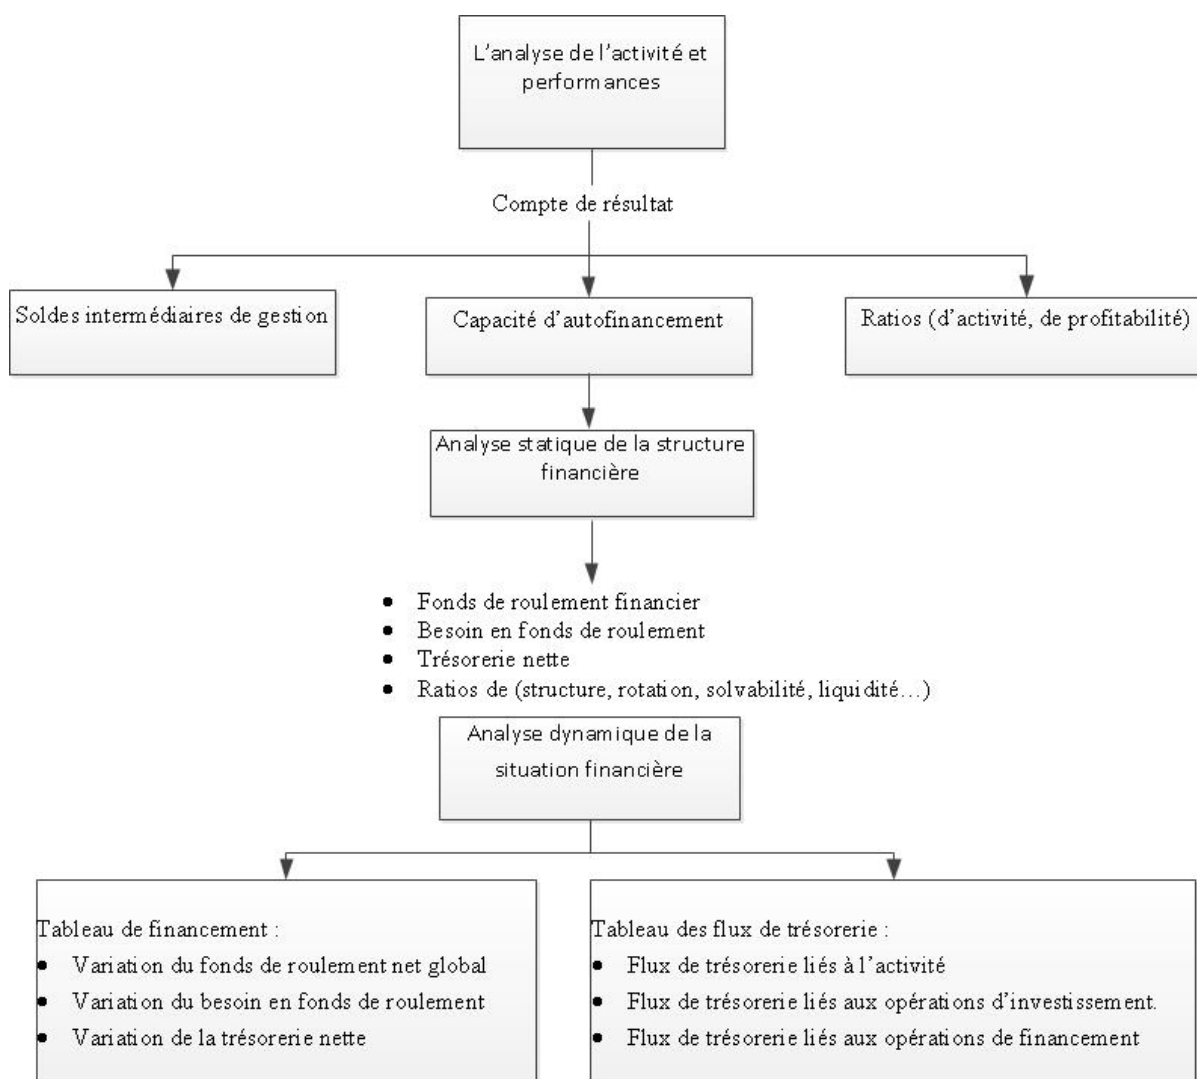 L'analyse de l'activité et
performances
Compte de résultat
Soldes intermédiaires de gestion
Capacité d'autofinancement
Ratios (d'activité, de profitabilité)
Analyse statique de la structure
financière
• Fonds de roulement financier
• Besoin en fonds de roulement
• Trésorerie nette
• Ratios de (structure, rotation, solvabilité, liquidité…)
Analyse dynamique de la
situation financière
Tableau de financement :
• Variation du fonds de roulement net global
• Variation du besoin en fonds de roulement
• Variation de la trésorerie nette
Tableau des flux de trésorerie :
• Flux de trésorerie liés à l'activité
• Flux de trésorerie liés aux opérations d'investissement.
• Flux de trésorerie liés aux opérations de financement